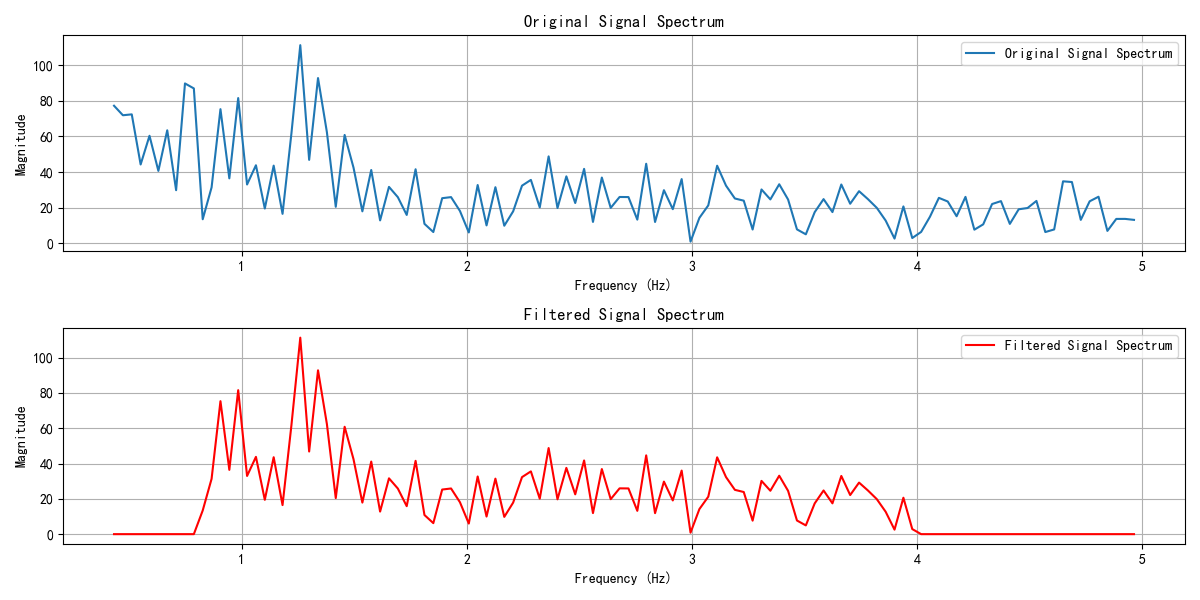 Original Signal Spectrum
Original Signal Spectrum
100
80
60
40
20
0
Magnitude
1 2 3 4 5
Frequency (Hz)
Filtered Signal Spectrum
Filtered Signal Spectrum
100
80
60
40
20
0
Magnitude
1 2 3 4 5
Frequency (Hz)